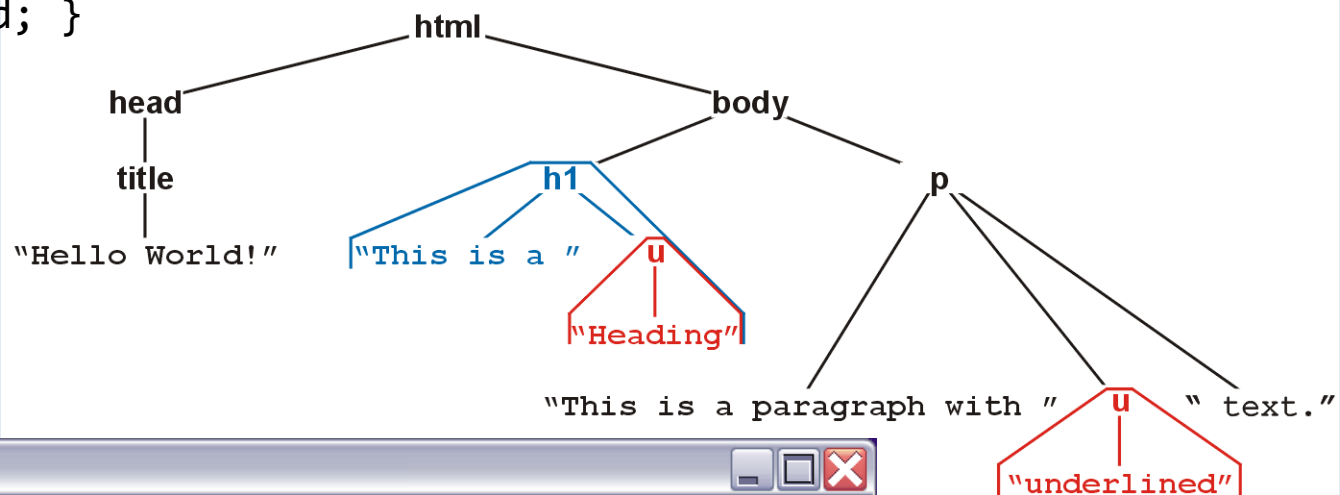 d; }
html
head body
title h1 p
“Hello World!” “This is a ” u
“Heading”
“This is a paragraph with ” u “ text.”
“underlined”